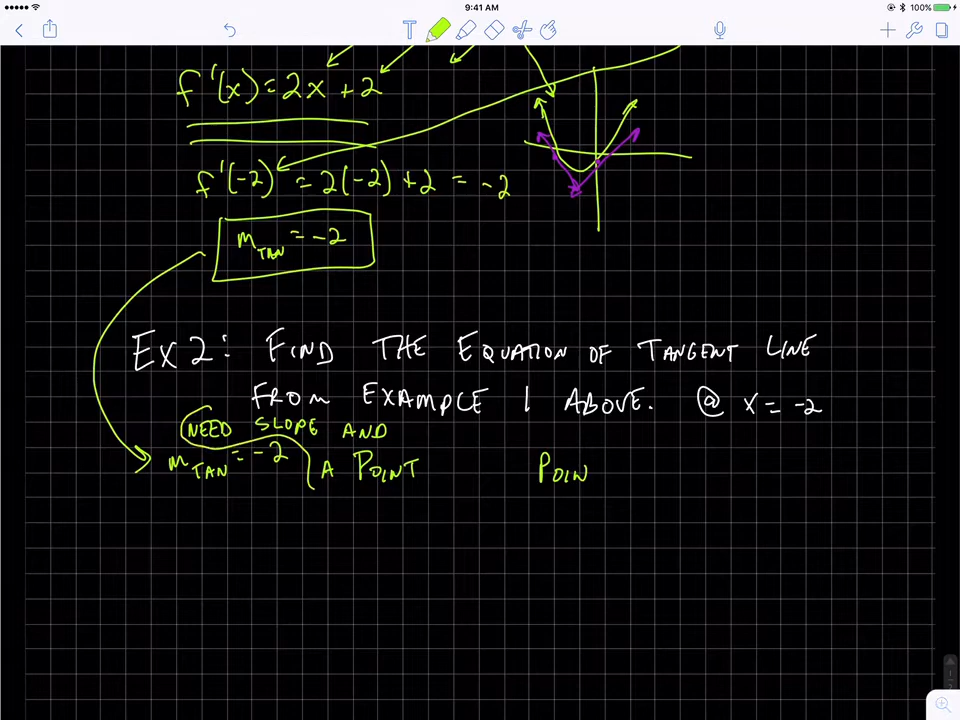 9:41 AM
100%
T
f'(x) = 2x + 2
f'(-2) = 2(-2) + 2 = -2
m TAN = -2
Ex 2: FIND THE EQUATION OF TANGENT LINE
FROM EXAMPLE 1 ABOVE. @ x = -2
NEED SLOPE AND
m TAN = -2 A POINT POIN